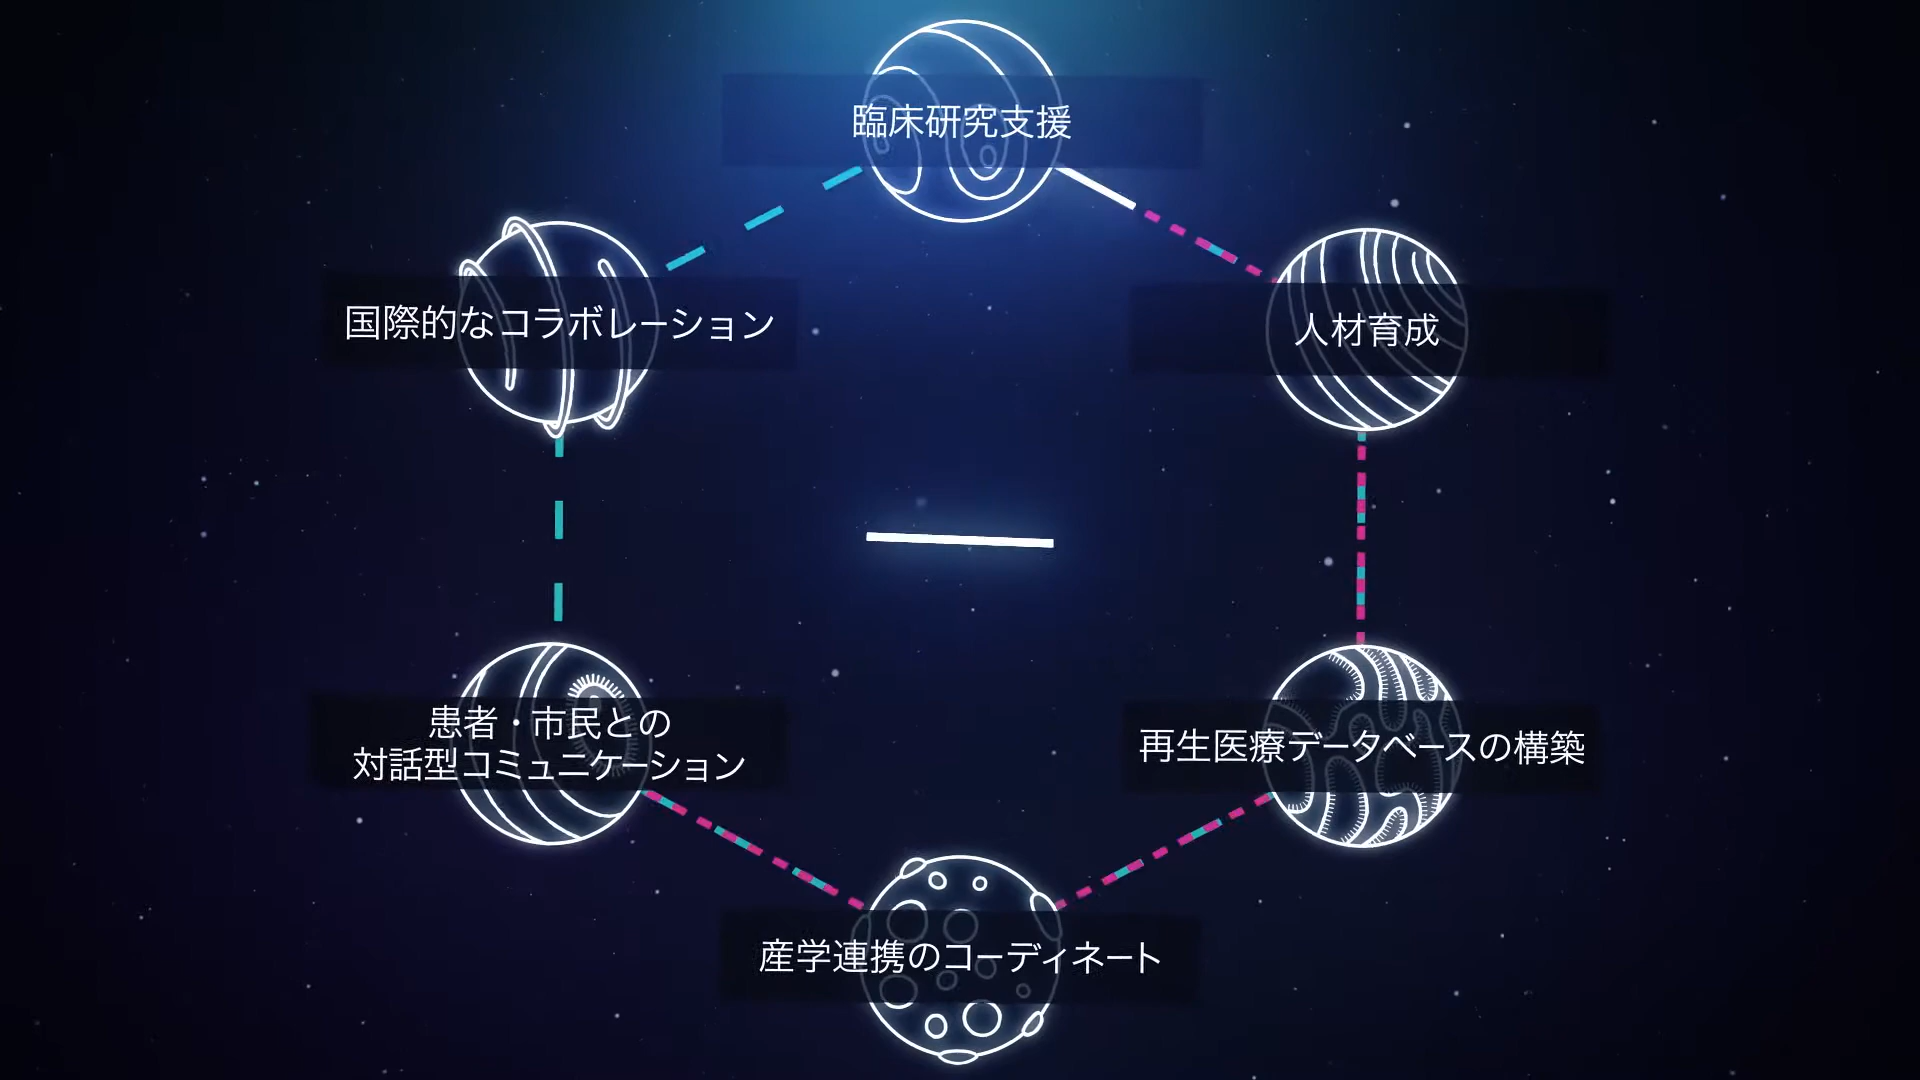 臨床研究支援
国際的なコラボレーション
人材育成
患者・市民との
対話型コミュニケーション
再生医療データベースの構築
産学連携のコーディネート